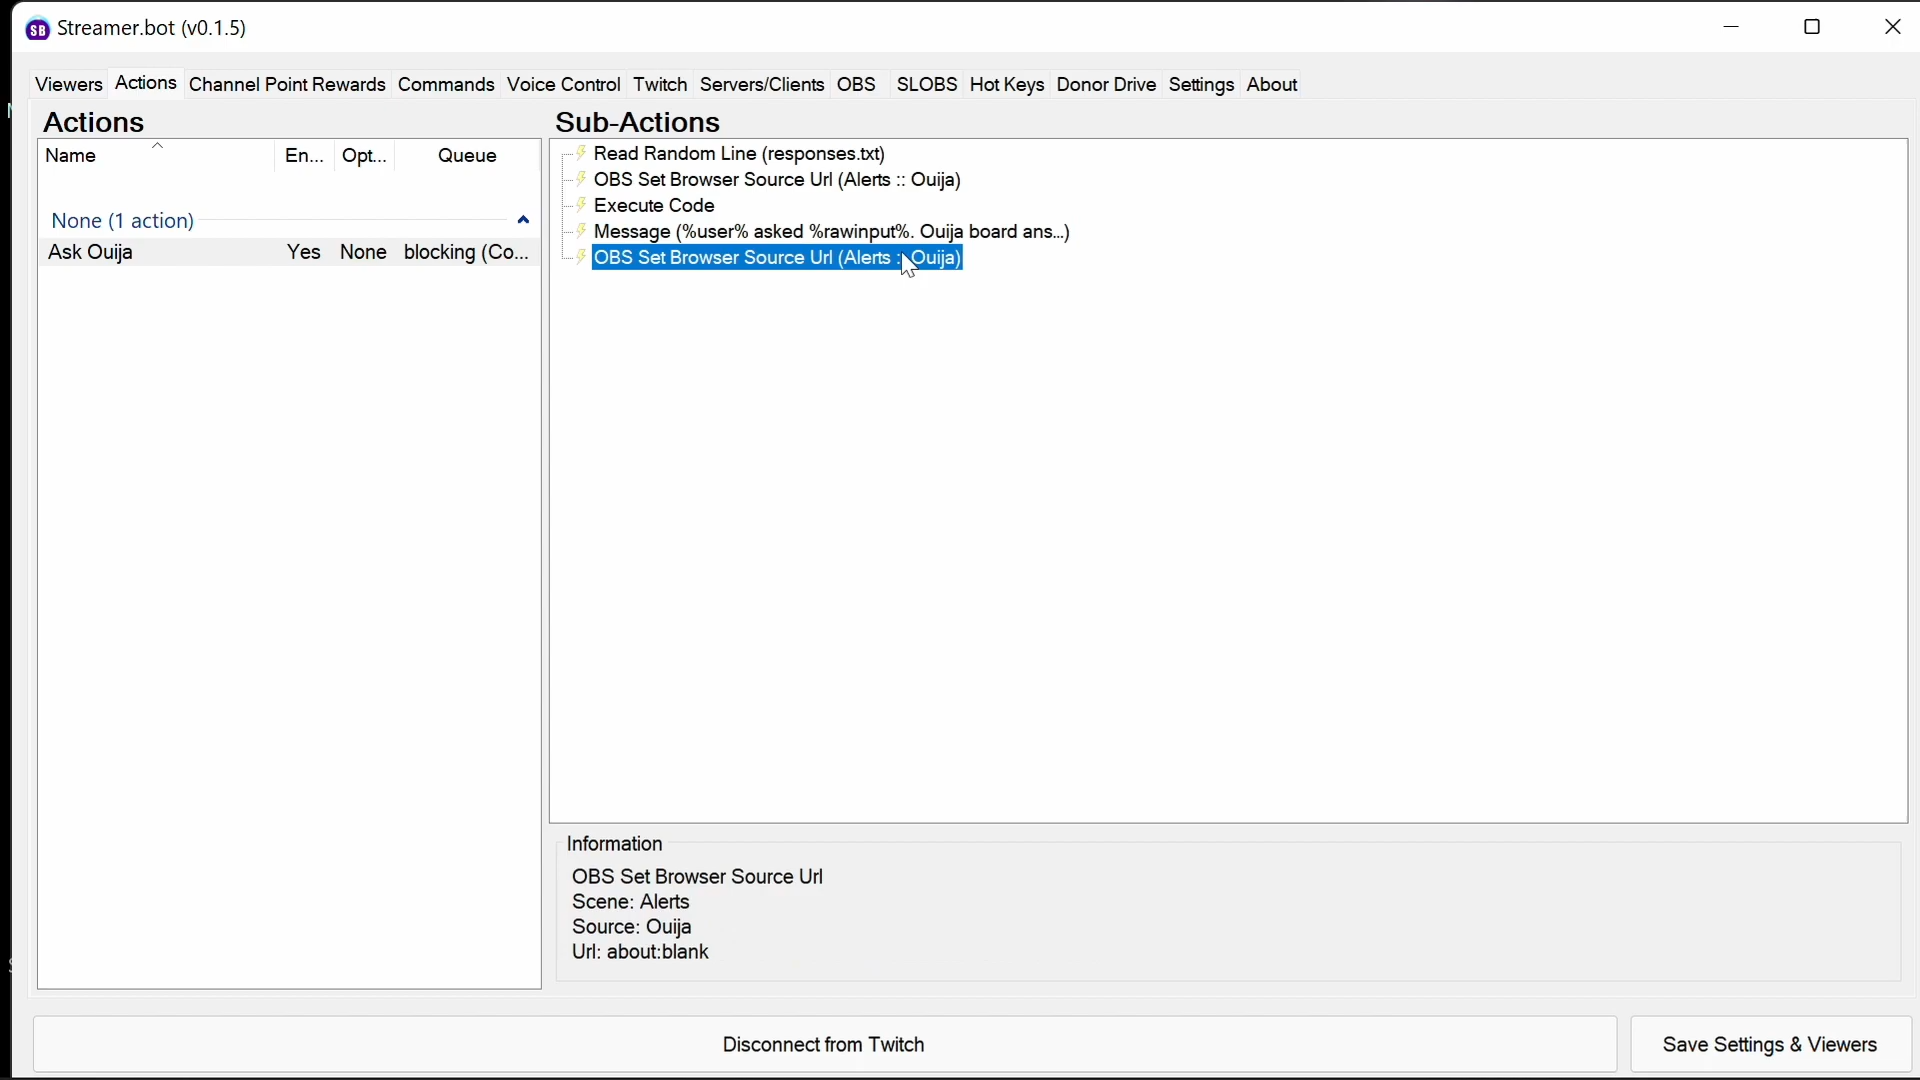 SB Streamer.bot (v0.1.5)
Viewers Actions Channel Point Rewards Commands Voice Control Twitch Servers/Clients OBS SLOBS Hot Keys Donor Drive Settings About
Actions
Name En... Opt... Queue
None (1 action)
Ask Ouija Yes None blocking (Co...
Sub-Actions
Read Random Line (responses.txt)
OBS Set Browser Source Url (Alerts :: Ouija)
Execute Code
Message (%user% asked %rawinput%. Ouija board ans...)
OBS Set Browser Source Url (Alerts :: Ouija)
Information
OBS Set Browser Source Url
Scene: Alerts
Source: Ouija
Url: about:blank
Disconnect from Twitch
Save Settings & Viewers